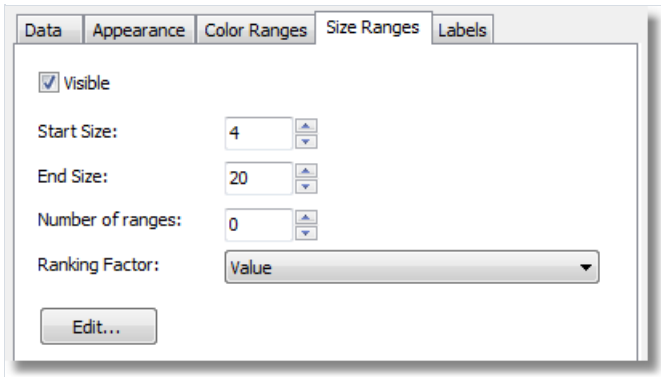 Data Appearance Color Ranges Size Ranges Labels
Visible
Start Size: 4
End Size: 20
Number of ranges: 0
Ranking Factor: Value
Edit...